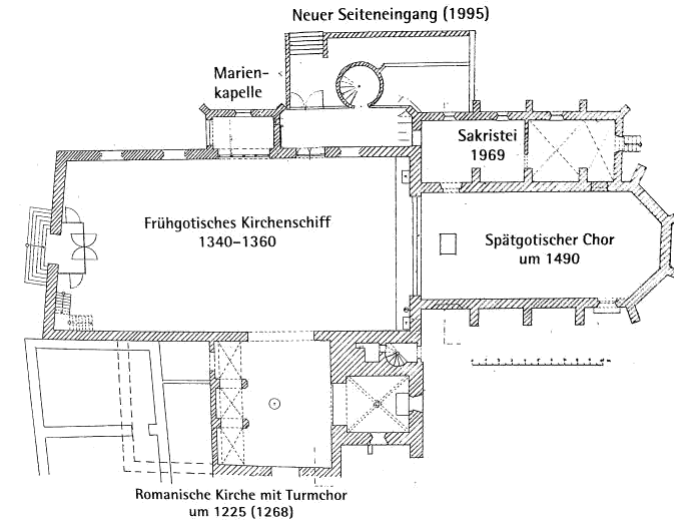 Neuer Seiteneingang (1995)
Marien-
kapelle
Sakristei
1969
Frühgotisches Kirchenschiff
1340–1360
Spätgotischer Chor
um 1490
Romanische Kirche mit Turmchor
um 1225 (1268)